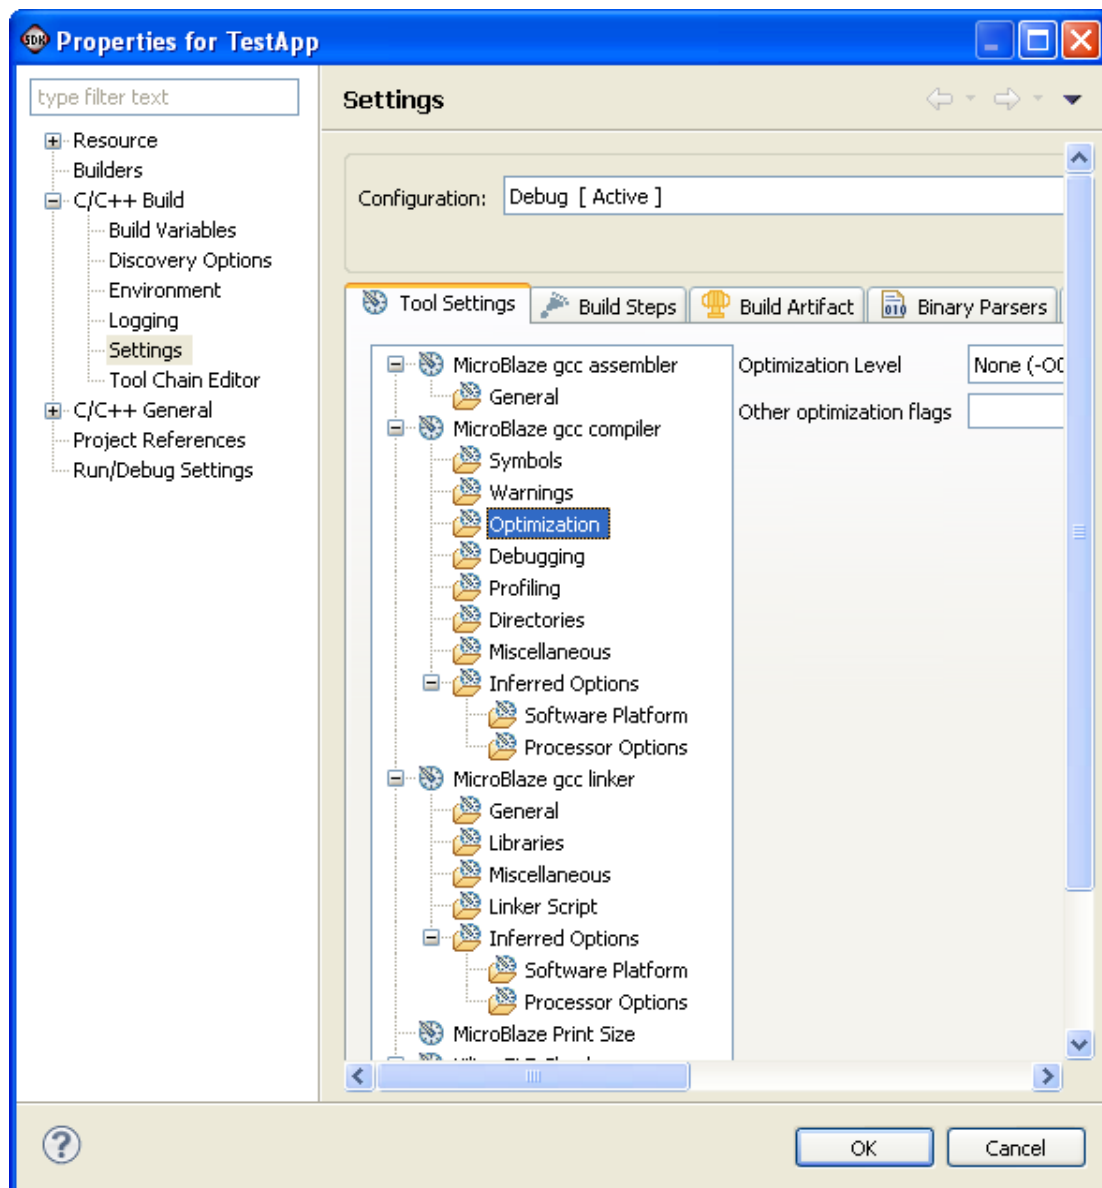 SDK Properties for TestApp
type filter text
Resource
Builders
C/C++ Build
Build Variables
Discovery Options
Environment
Logging
Settings
Tool Chain Editor
C/C++ General
Project References
Run/Debug Settings
Settings
Configuration: Debug [ Active ]
Tool Settings Build Steps Build Artifact 010 Binary Parsers
MicroBlaze gcc assembler
General
MicroBlaze gcc compiler
Symbols
Warnings
Optimization
Debugging
Profiling
Directories
Miscellaneous
Inferred Options
Software Platform
Processor Options
MicroBlaze gcc linker
General
Libraries
Miscellaneous
Linker Script
Inferred Options
Software Platform
Processor Options
MicroBlaze Print Size
Optimization Level None (-O0
Other optimization flags
? OK Cancel